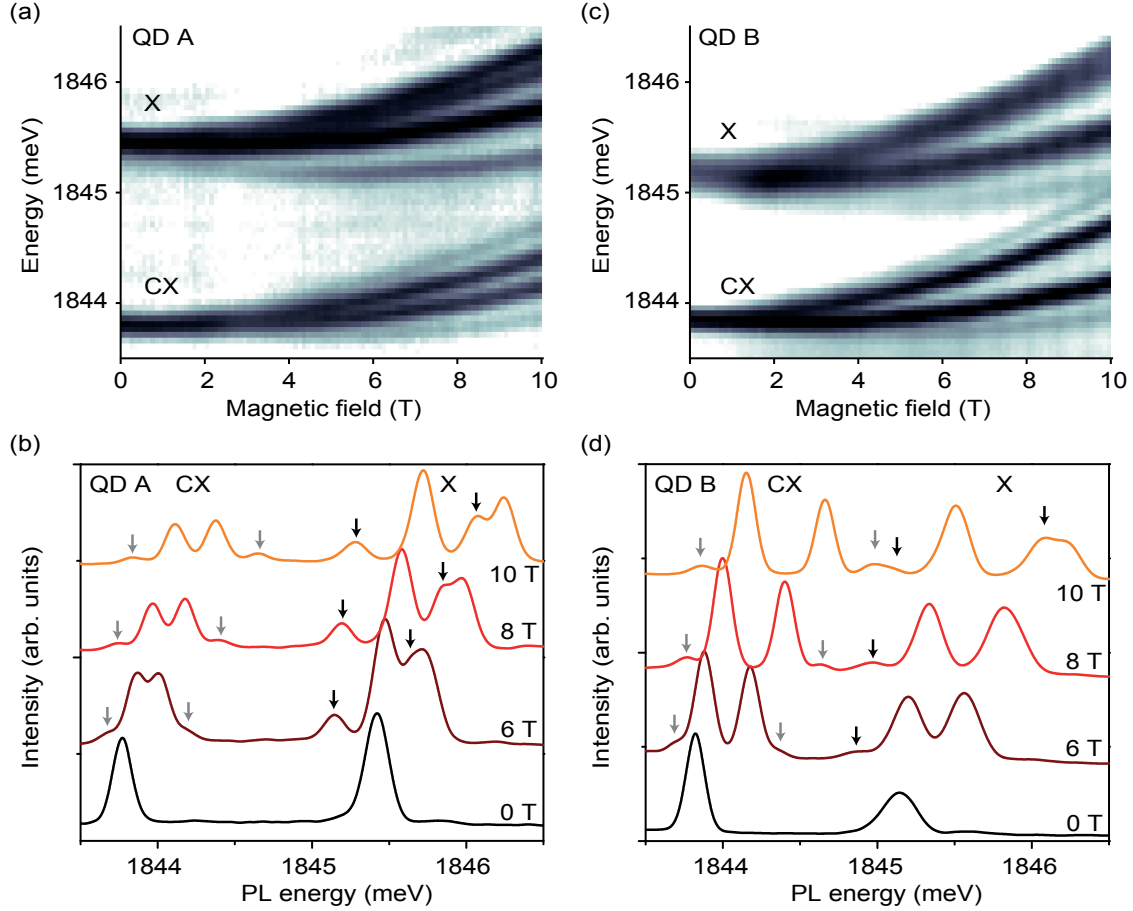 (a)
QD A
X
CX
1846
1845
1844
Energy (meV)
0 2 4 6 8 10
Magnetic field (T)
(c)
QD B
X
CX
1846
1845
1844
Energy (meV)
0 2 4 6 8 10
Magnetic field (T)
(b)
QD A CX X
10 T
8 T
6 T
0 T
Intensity (arb. units)
1844 1845 1846
PL energy (meV)
(d)
QD B CX X
10 T
8 T
6 T
0 T
Intensity (arb. units)
1844 1845 1846
PL energy (meV)